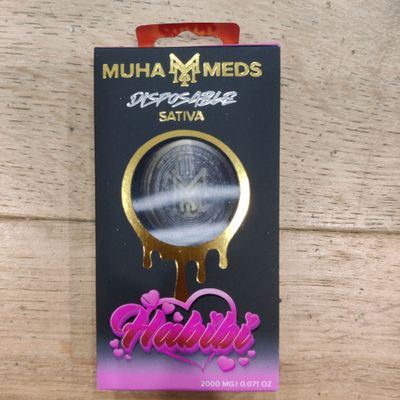 MUHA MEDS
DISPOSABLE
SATIVA
Habibi
2000 MG | 0.071 OZ